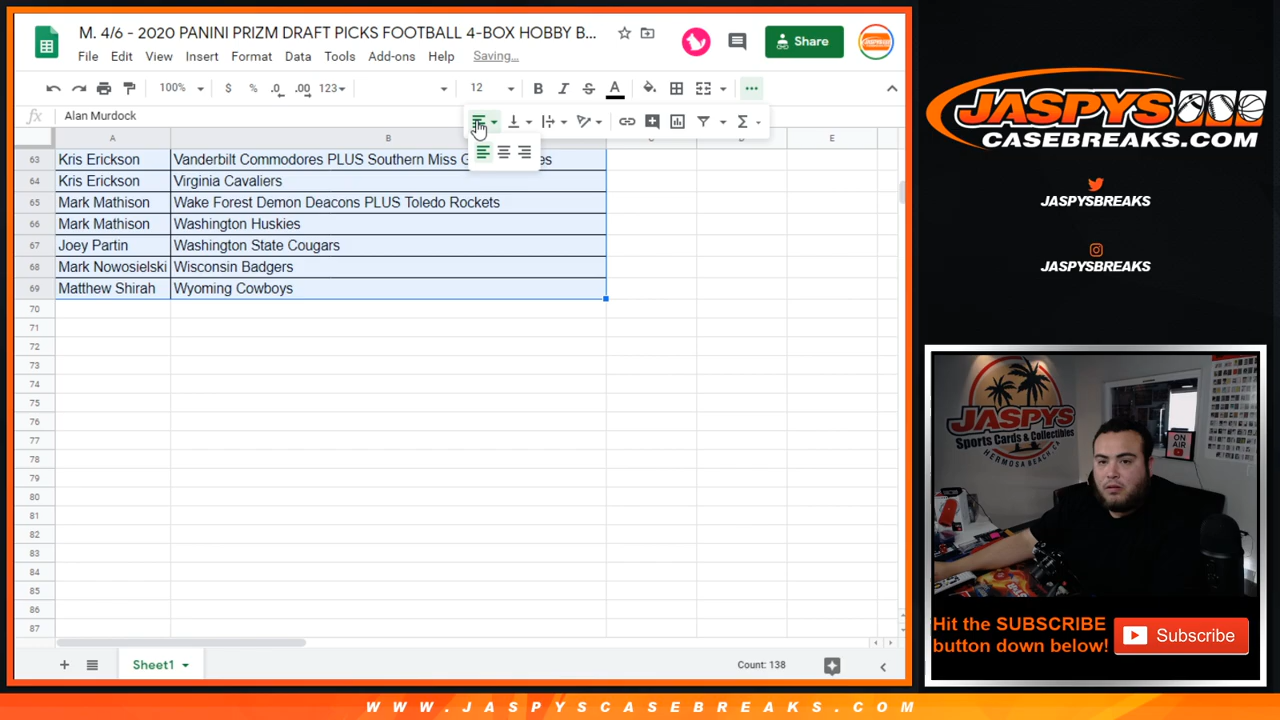 M. 4/6 - 2020 PANINI PRIZM DRAFT PICKS FOOTBALL 4-BOX HOBBY B...
File Edit View Insert Format Data Tools Add-ons Help Saving...
Share
100% $ % .0 .00 123 12 B I S A
fx Alan Murdock
A B D E
63 Kris Erickson Vanderbilt Commodores PLUS Southern Miss G
64 Kris Erickson Virginia Cavaliers
65 Mark Mathison Wake Forest Demon Deacons PLUS Toledo Rockets
66 Mark Mathison Washington Huskies
67 Joey Partin Washington State Cougars
68 Mark Nowosielski Wisconsin Badgers
69 Matthew Shirah Wyoming Cowboys
70
71
72
73
74
75
76
77
78
79
80
81
82
83
84
85
86
87
Sheet1
Count: 138
JASPYS
CASEBREAKS.COM
JASPYSBREAKS
JASPYSBREAKS
JASPYS
Sports Cards & Collectibles
HERMOSA BEACH, CA
ON AIR
Hit the SUBSCRIBE
button down below!
Subscribe
WWW.JASPYSCASEBREAKS.COM